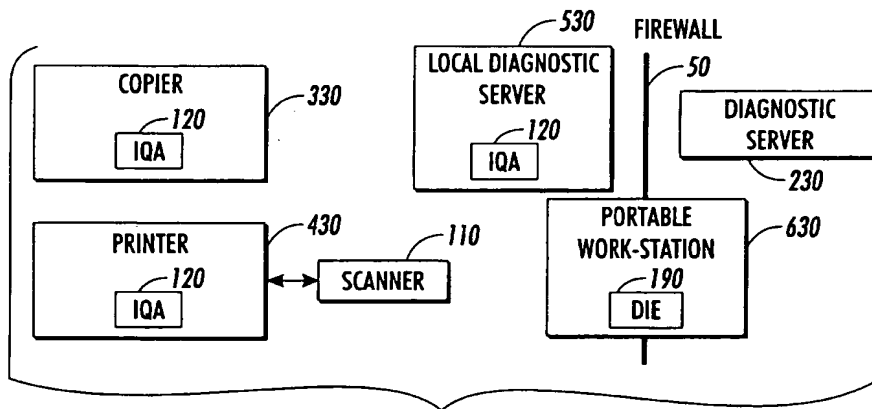 COPIER
120
IQA
330
530
LOCAL DIAGNOSTIC
SERVER
120
IQA
FIREWALL
50
DIAGNOSTIC
SERVER
230
PRINTER
120
IQA
430
110
SCANNER
PORTABLE
WORK-STATION
190
DIE
630